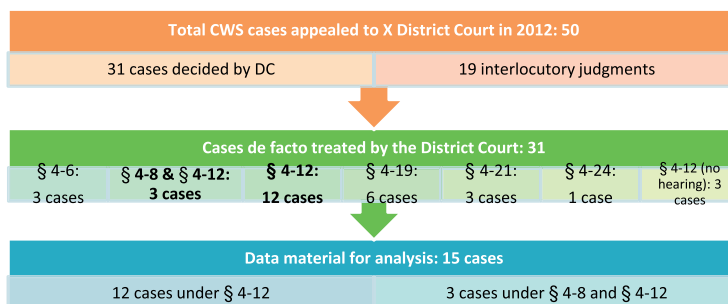 Total CWS cases appealed to X District Court in 2012: 50
31 cases decided by DC
19 interlocutory judgments
Cases de facto treated by the District Court: 31
§ 4-6:
3 cases
§ 4-8 & § 4-12:
3 cases
§ 4-12:
12 cases
§ 4-19:
6 cases
§ 4-21:
3 cases
§ 4-24:
1 case
§ 4-12 (no
hearing): 3
cases
Data material for analysis: 15 cases
12 cases under § 4-12
3 cases under § 4-8 and § 4-12